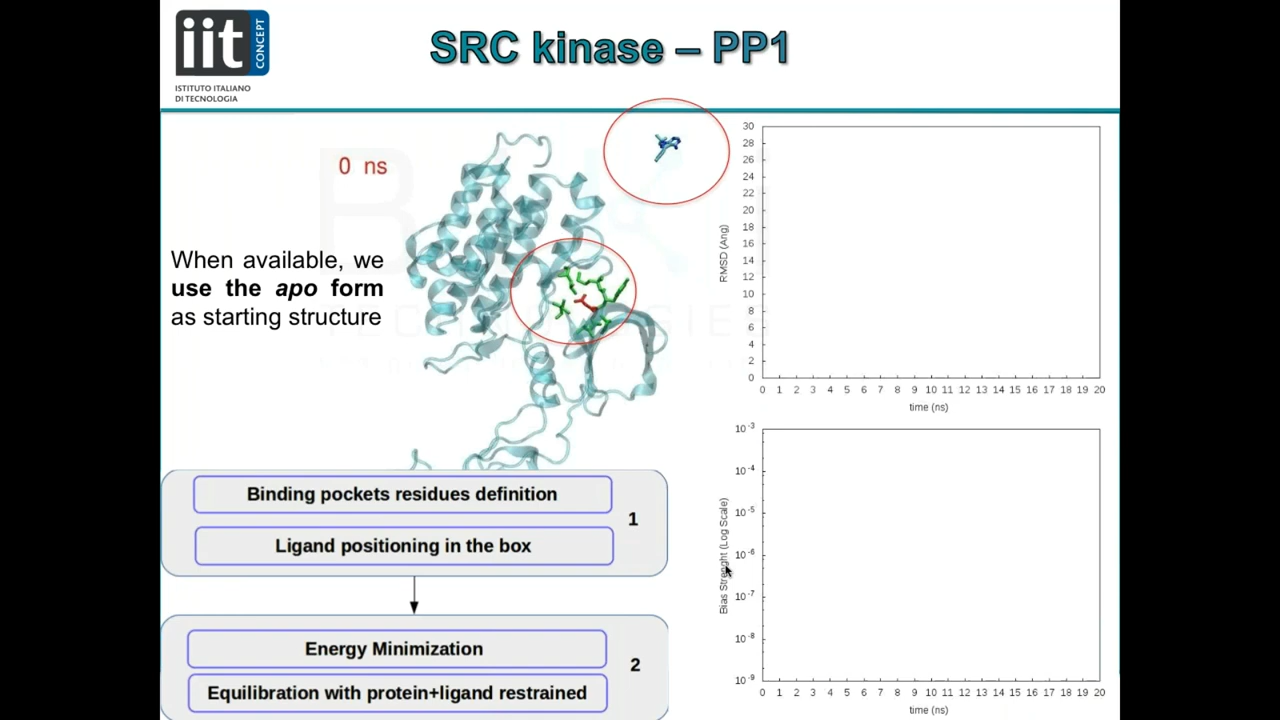 iit
CONCEPT
ISTITUTO ITALIANO
DI TECNOLOGIA
SRC kinase – PP1
0 ns
When available, we
use the apo form
as starting structure
Binding pockets residues definition
Ligand positioning in the box
1
Energy Minimization
Equilibration with protein+ligand restrained
2
30
28
26
24
22
20
18
16
14
12
10
8
6
4
2
0
RMSD (Ang)
0 1 2 3 4 5 6 7 8 9 10 11 12 13 14 15 16 17 18 19 20
time (ns)
10⁻³
10⁻⁴
10⁻⁵
10⁻⁶
10⁻⁷
10⁻⁸
10⁻⁹
Bias Strenght (Log Scale)
0 1 2 3 4 5 6 7 8 9 10 11 12 13 14 15 16 17 18 19 20
time (ns)